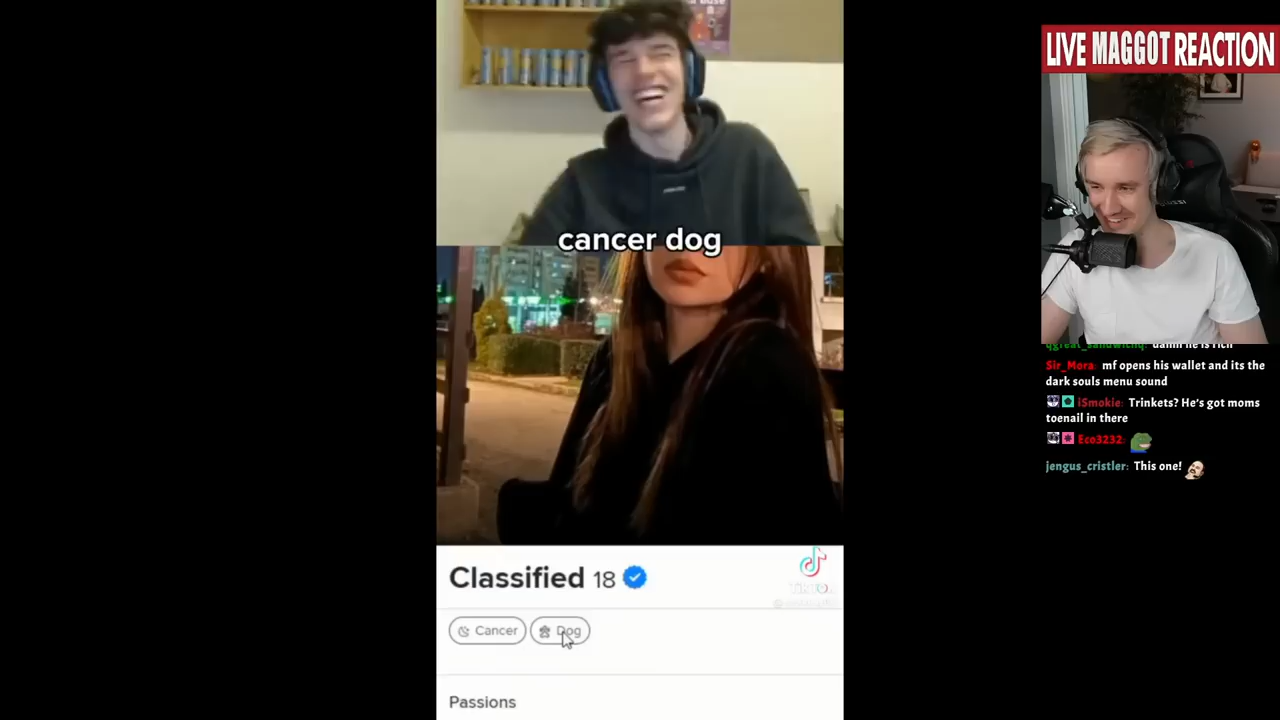 LIVE MAGGOT REACTION
cancer dog
damn he is rich
Sir_Mora: mf opens his wallet and its the
dark souls menu sound
iSmokie: Trinkets? He's got moms
toenail in there
Eco3232:
jengus_cristler: This one!
Classified 18
TikTok
Cancer
Dog
Passions